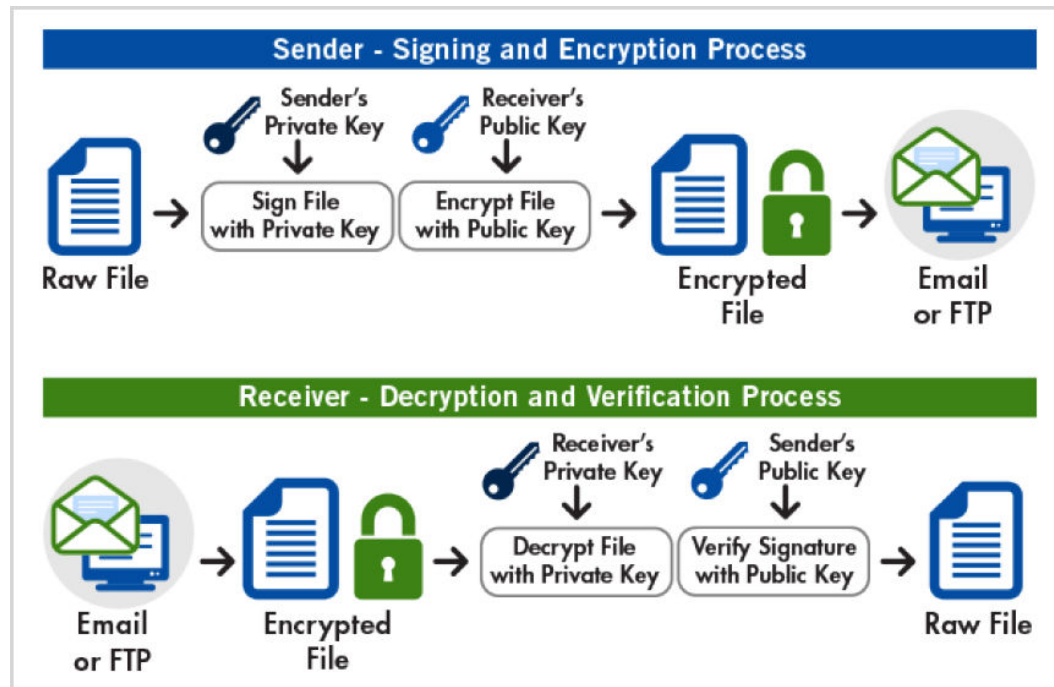 Sender - Signing and Encryption Process
Sender's
Private Key
Receiver's
Public Key
Sign File
with Private Key
Encrypt File
with Public Key
Raw File
Encrypted
File
Email
or FTP
Receiver - Decryption and Verification Process
Receiver's
Private Key
Sender's
Public Key
Decrypt File
with Private Key
Verify Signature
with Public Key
Email
or FTP
Encrypted
File
Raw File